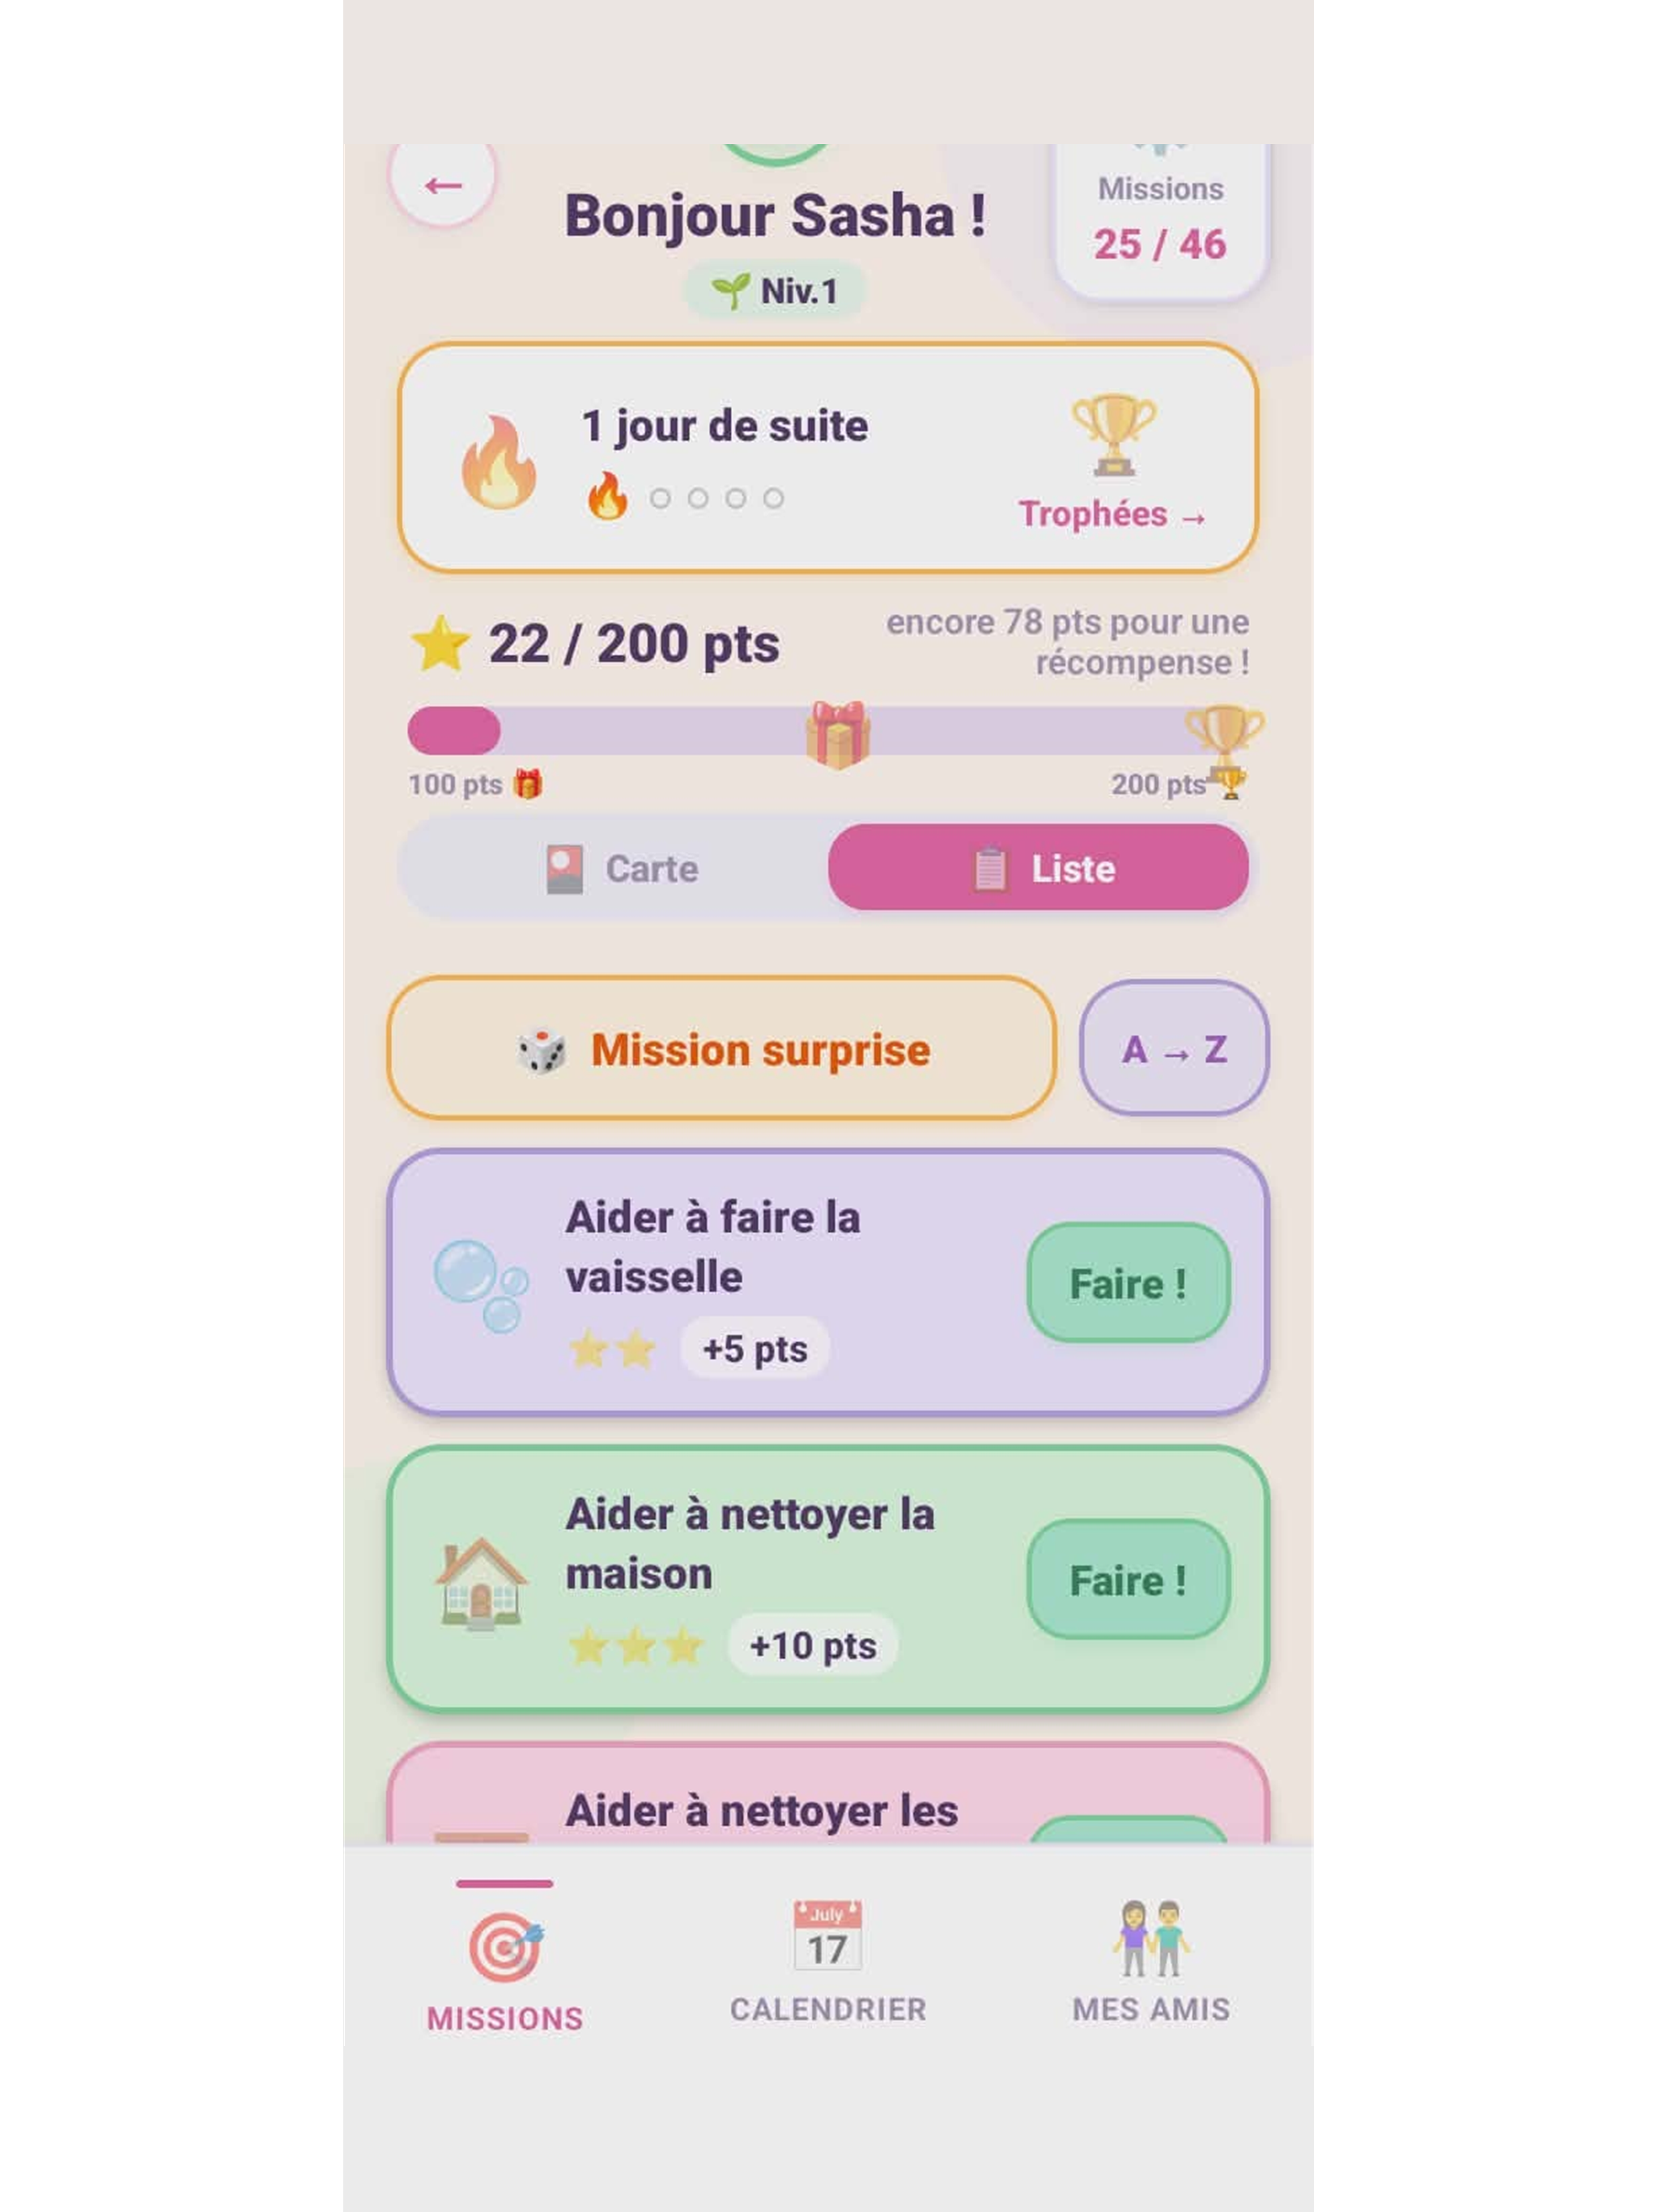 ←
Missions
25 / 46
Bonjour Sasha !
Niv.1
1 jour de suite
Trophées →
22 / 200 pts
encore 78 pts pour une
récompense !
100 pts
200 pts
Carte
Liste
Mission surprise
A → Z
Aider à faire la
vaisselle
+5 pts
Faire !
Aider à nettoyer la
maison
+10 pts
Faire !
Aider à nettoyer les
July
17
MISSIONS
CALENDRIER
MES AMIS